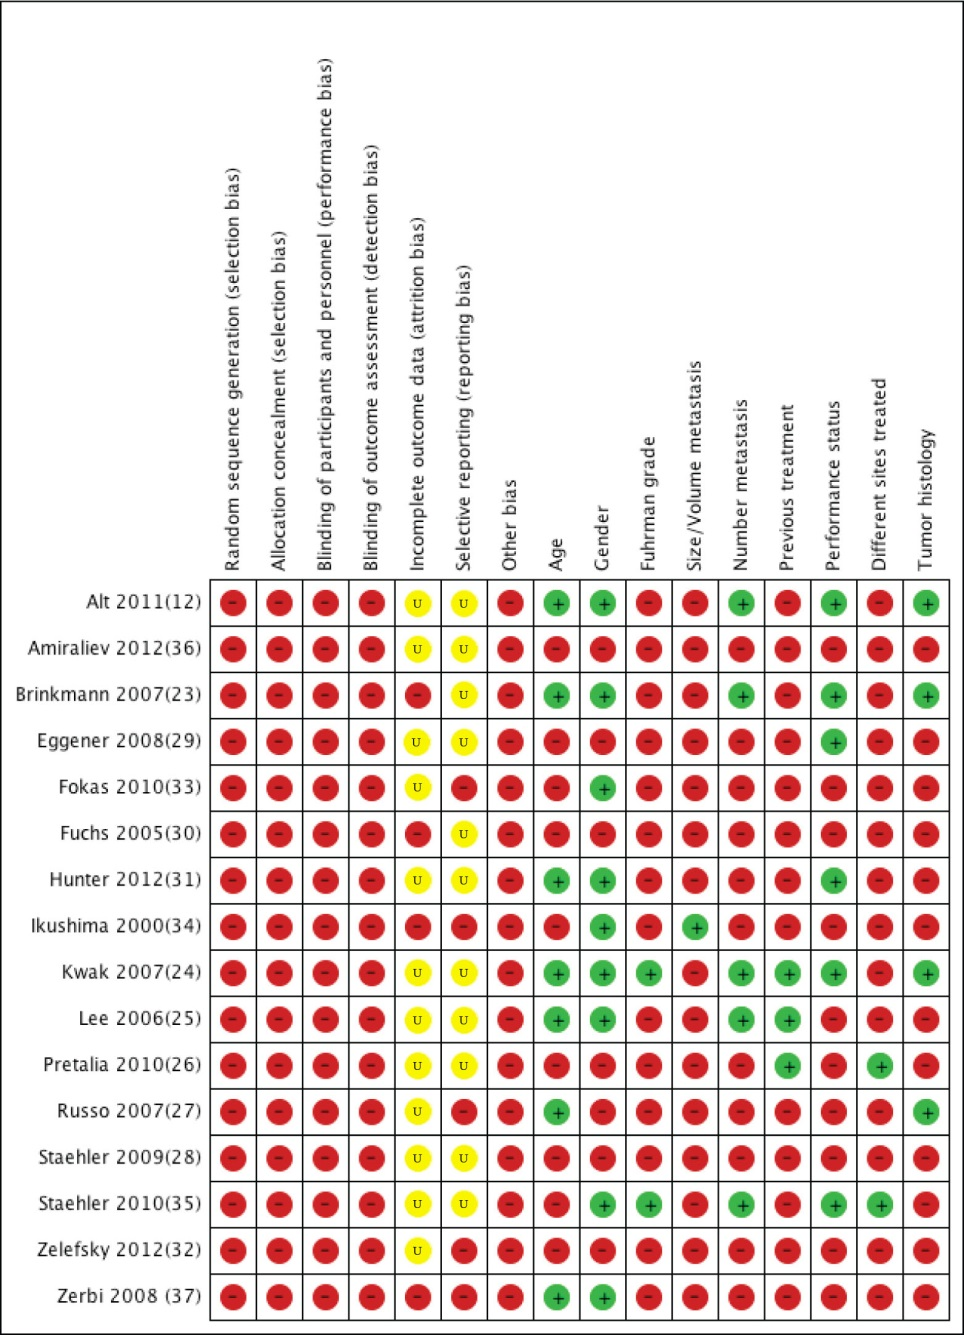 Random sequence generation (selection bias)
Allocation concealment (selection bias)
Blinding of participants and personnel (performance bias)
Blinding of outcome assessment (detection bias)
Incomplete outcome data (attrition bias)
Selective reporting (reporting bias)
Other bias
Age
Gender
Fuhrman grade
Size/Volume metastasis
Number metastasis
Previous treatment
Performance status
Different sites treated
Tumor histology
Alt 2011(12) - - - - U U - + + - - + - + - +
Amiraliev 2012(36) - - - - U U - - - - - - - - - -
Brinkmann 2007(23) - - - - - U - + + - - + - + - +
Eggener 2008(29) - - - - U U - - - - - - - + - -
Fokas 2010(33) - - - - U - - - + - - - - - - -
Fuchs 2005(30) - - - - - U - - - - - - - - - -
Hunter 2012(31) - - - - U U - + + - - - - + - -
Ikushima 2000(34) - - - - - - - - + - + - - - - -
Kwak 2007(24) - - - - U U - + + + - + + + - +
Lee 2006(25) - - - - U U - + + - - + + - - -
Pretalia 2010(26) - - - - U U - - - - - - + - + -
Russo 2007(27) - - - - U - - + - - - - - - - +
Staehler 2009(28) - - - - U U - - - - - - - - - -
Staehler 2010(35) - - - - U U - - + + - + - + + -
Zelefsky 2012(32) - - - - U - - - - - - - - - - -
Zerbi 2008 (37) - - - - - - - + + - - - - - - -